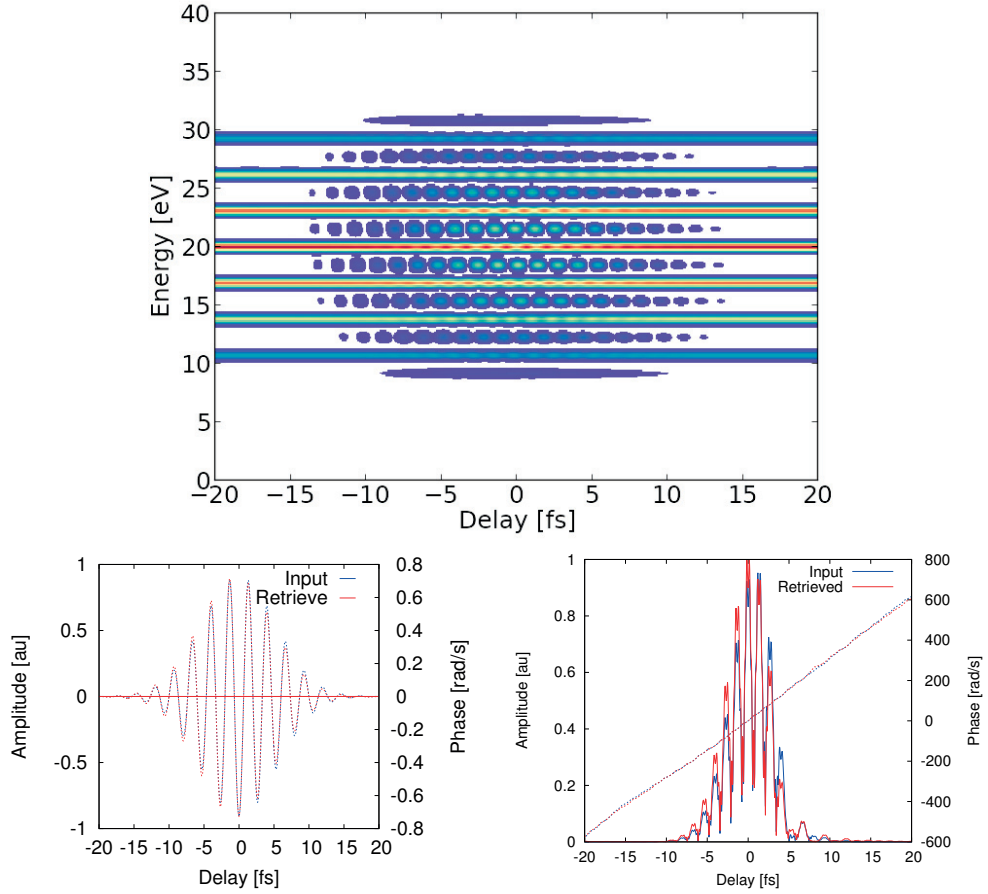 40
35
30
25
20
15
10
5
0
Energy [eV]
−20 −15 −10 −5 0 5 10 15 20
Delay [fs]
1
0.5
0
-0.5
-1
Amplitude [au]
Input
Retrieve
0.8
0.6
0.4
0.2
0
-0.2
-0.4
-0.6
0.8
Phase [rad/s]
-20 -15 -10 -5 0 5 10 15 20
Delay [fs]
1
0.8
0.6
0.4
0.2
0
Amplitude [au]
Input
Retrieved
800
600
400
200
0
-200
-400
-600
Phase [rad/s]
-20 -15 -10 -5 0 5 10 15 20
Delay [fs]